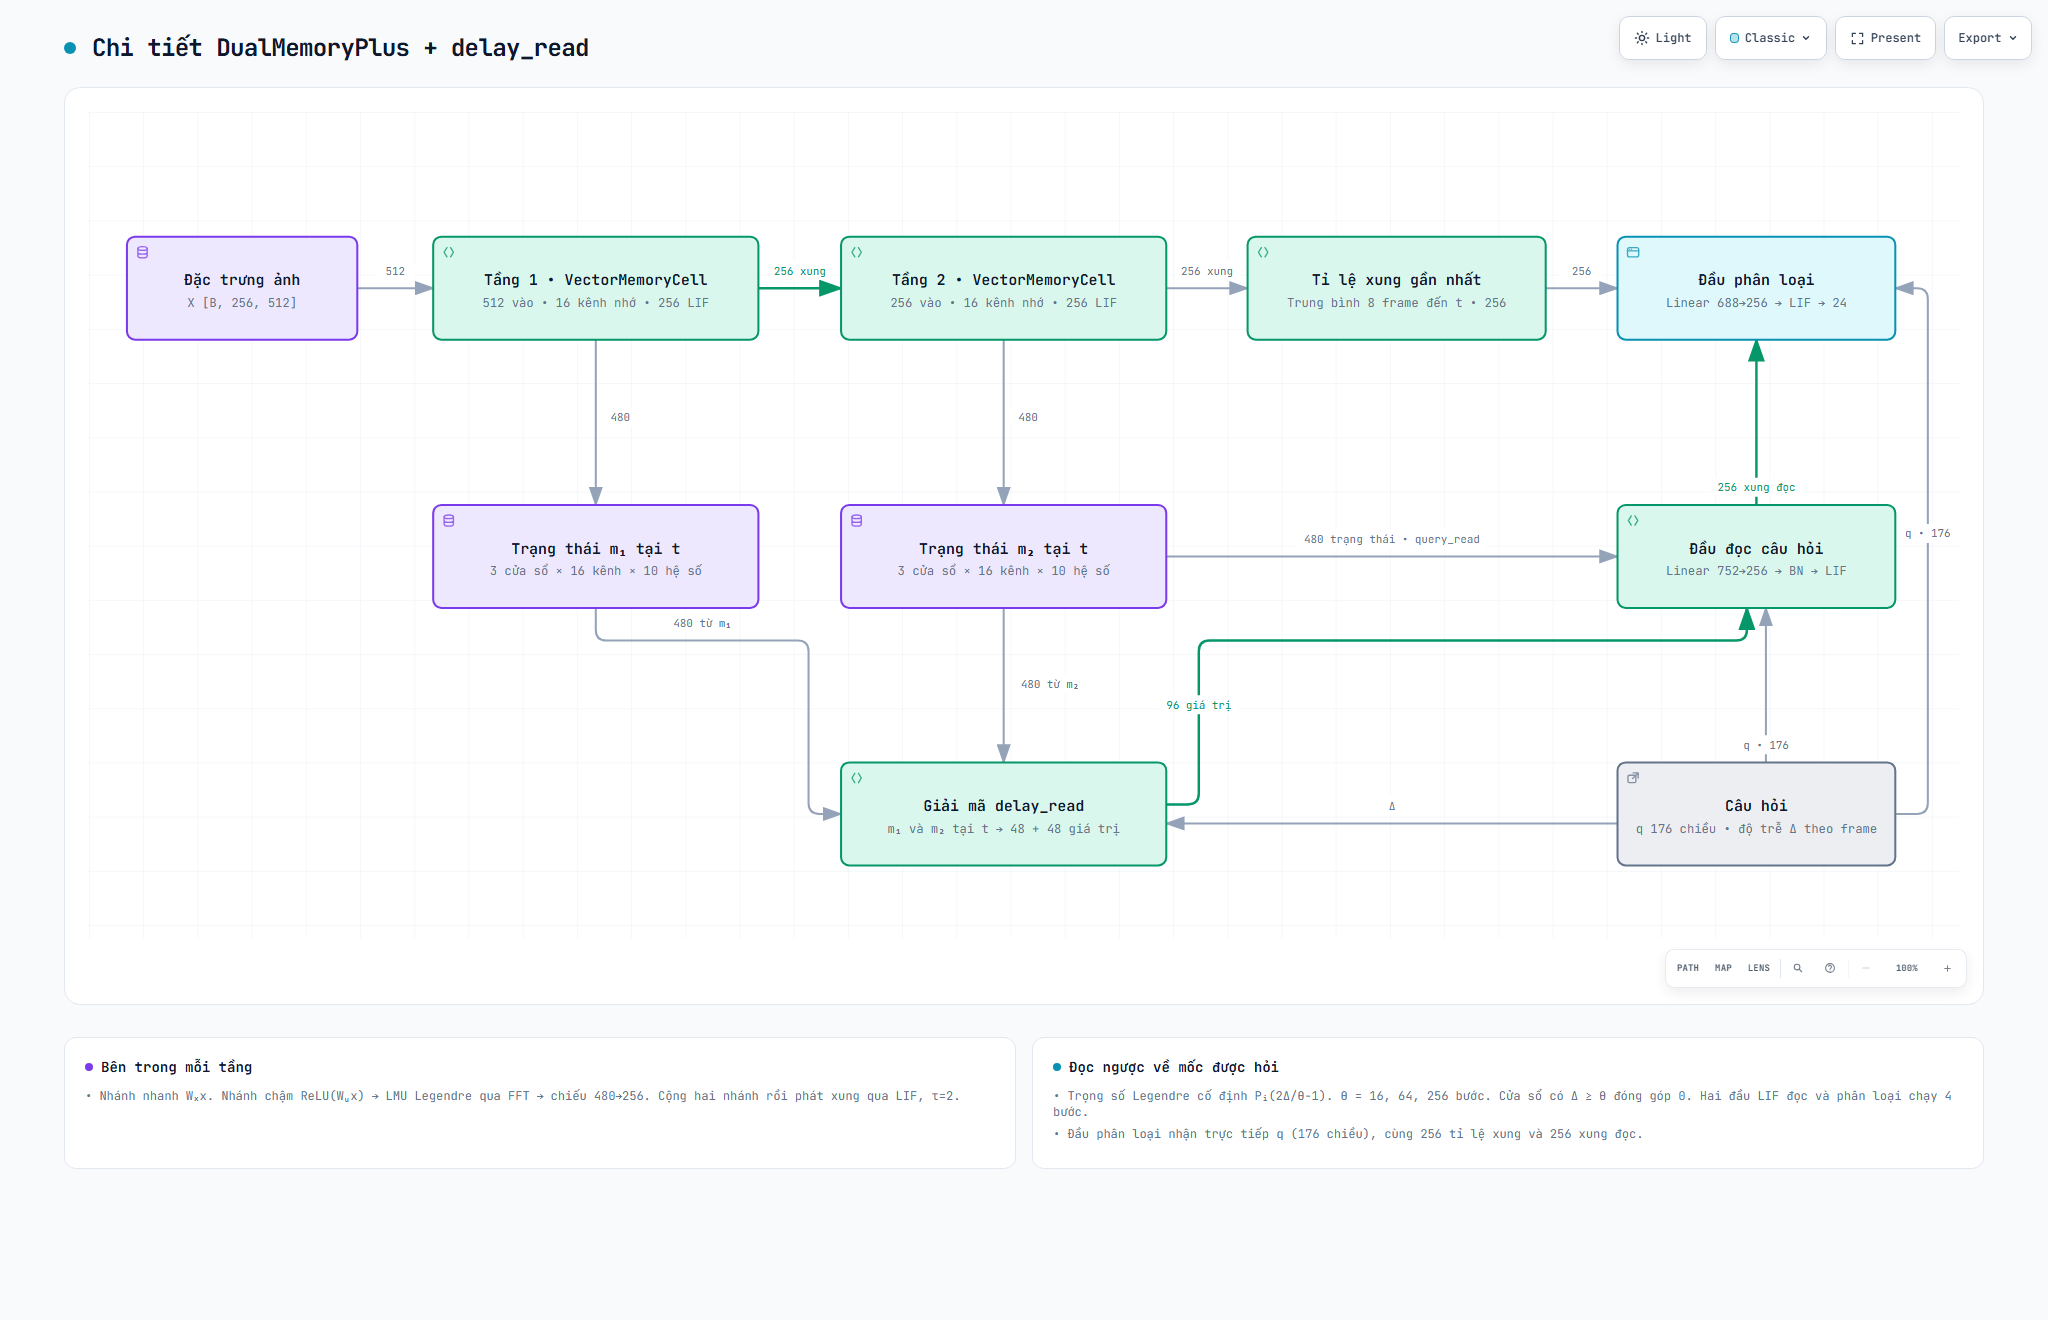 Chi tiết DualMemoryPlus + delay_read
Light
Classic
Present
Export
Đặc trưng ảnh
X [B, 256, 512]
512
Tầng 1 • VectorMemoryCell
512 vào • 16 kênh nhớ • 256 LIF
256 xung
Tầng 2 • VectorMemoryCell
256 vào • 16 kênh nhớ • 256 LIF
256 xung
Tỉ lệ xung gần nhất
Trung bình 8 frame đến t • 256
256
Đầu phân loại
Linear 688→256 → LIF → 24
480
480
256 xung đọc
q • 176
Trạng thái m₁ tại t
3 cửa sổ × 16 kênh × 10 hệ số
Trạng thái m₂ tại t
3 cửa sổ × 16 kênh × 10 hệ số
480 trạng thái • query_read
Đầu đọc câu hỏi
Linear 752→256 → BN → LIF
480 từ m₁
480 từ m₂
96 giá trị
q • 176
Giải mã delay_read
m₁ và m₂ tại t → 48 + 48 giá trị
Δ
Câu hỏi
q 176 chiều • độ trễ Δ theo frame
PATH MAP LENS 100%
Bên trong mỗi tầng
• Nhánh nhanh Wₓx. Nhánh chậm ReLU(Wᵤx) → LMU Legendre qua FFT → chiếu 480→256. Cộng hai nhánh rồi phát xung qua LIF, τ=2.
Đọc ngược về mốc được hỏi
• Trọng số Legendre cố định Pᵢ(2Δ/θ-1). θ = 16, 64, 256 bước. Cửa sổ có Δ ≥ θ đóng góp 0. Hai đầu LIF đọc và phân loại chạy 4
bước.
• Đầu phân loại nhận trực tiếp q (176 chiều), cùng 256 tỉ lệ xung và 256 xung đọc.